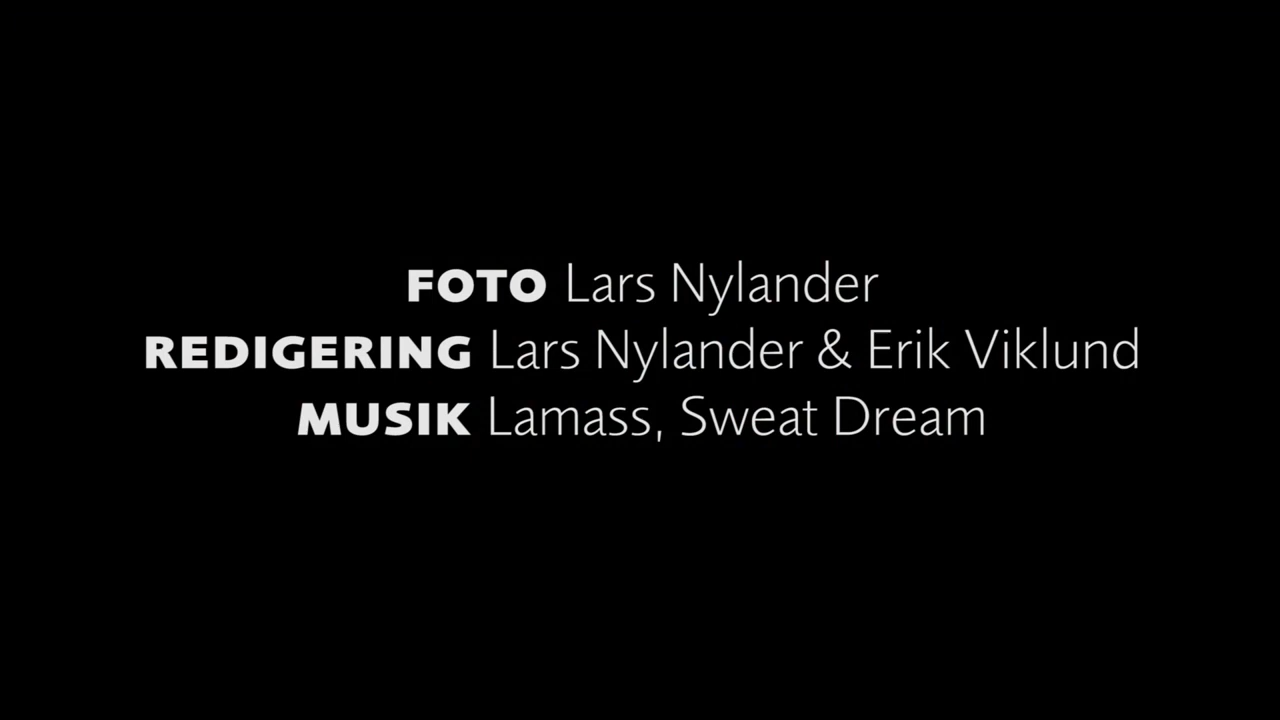 FOTO Lars Nylander
REDIGERING Lars Nylander & Erik Viklund
MUSIK Lamass, Sweat Dream